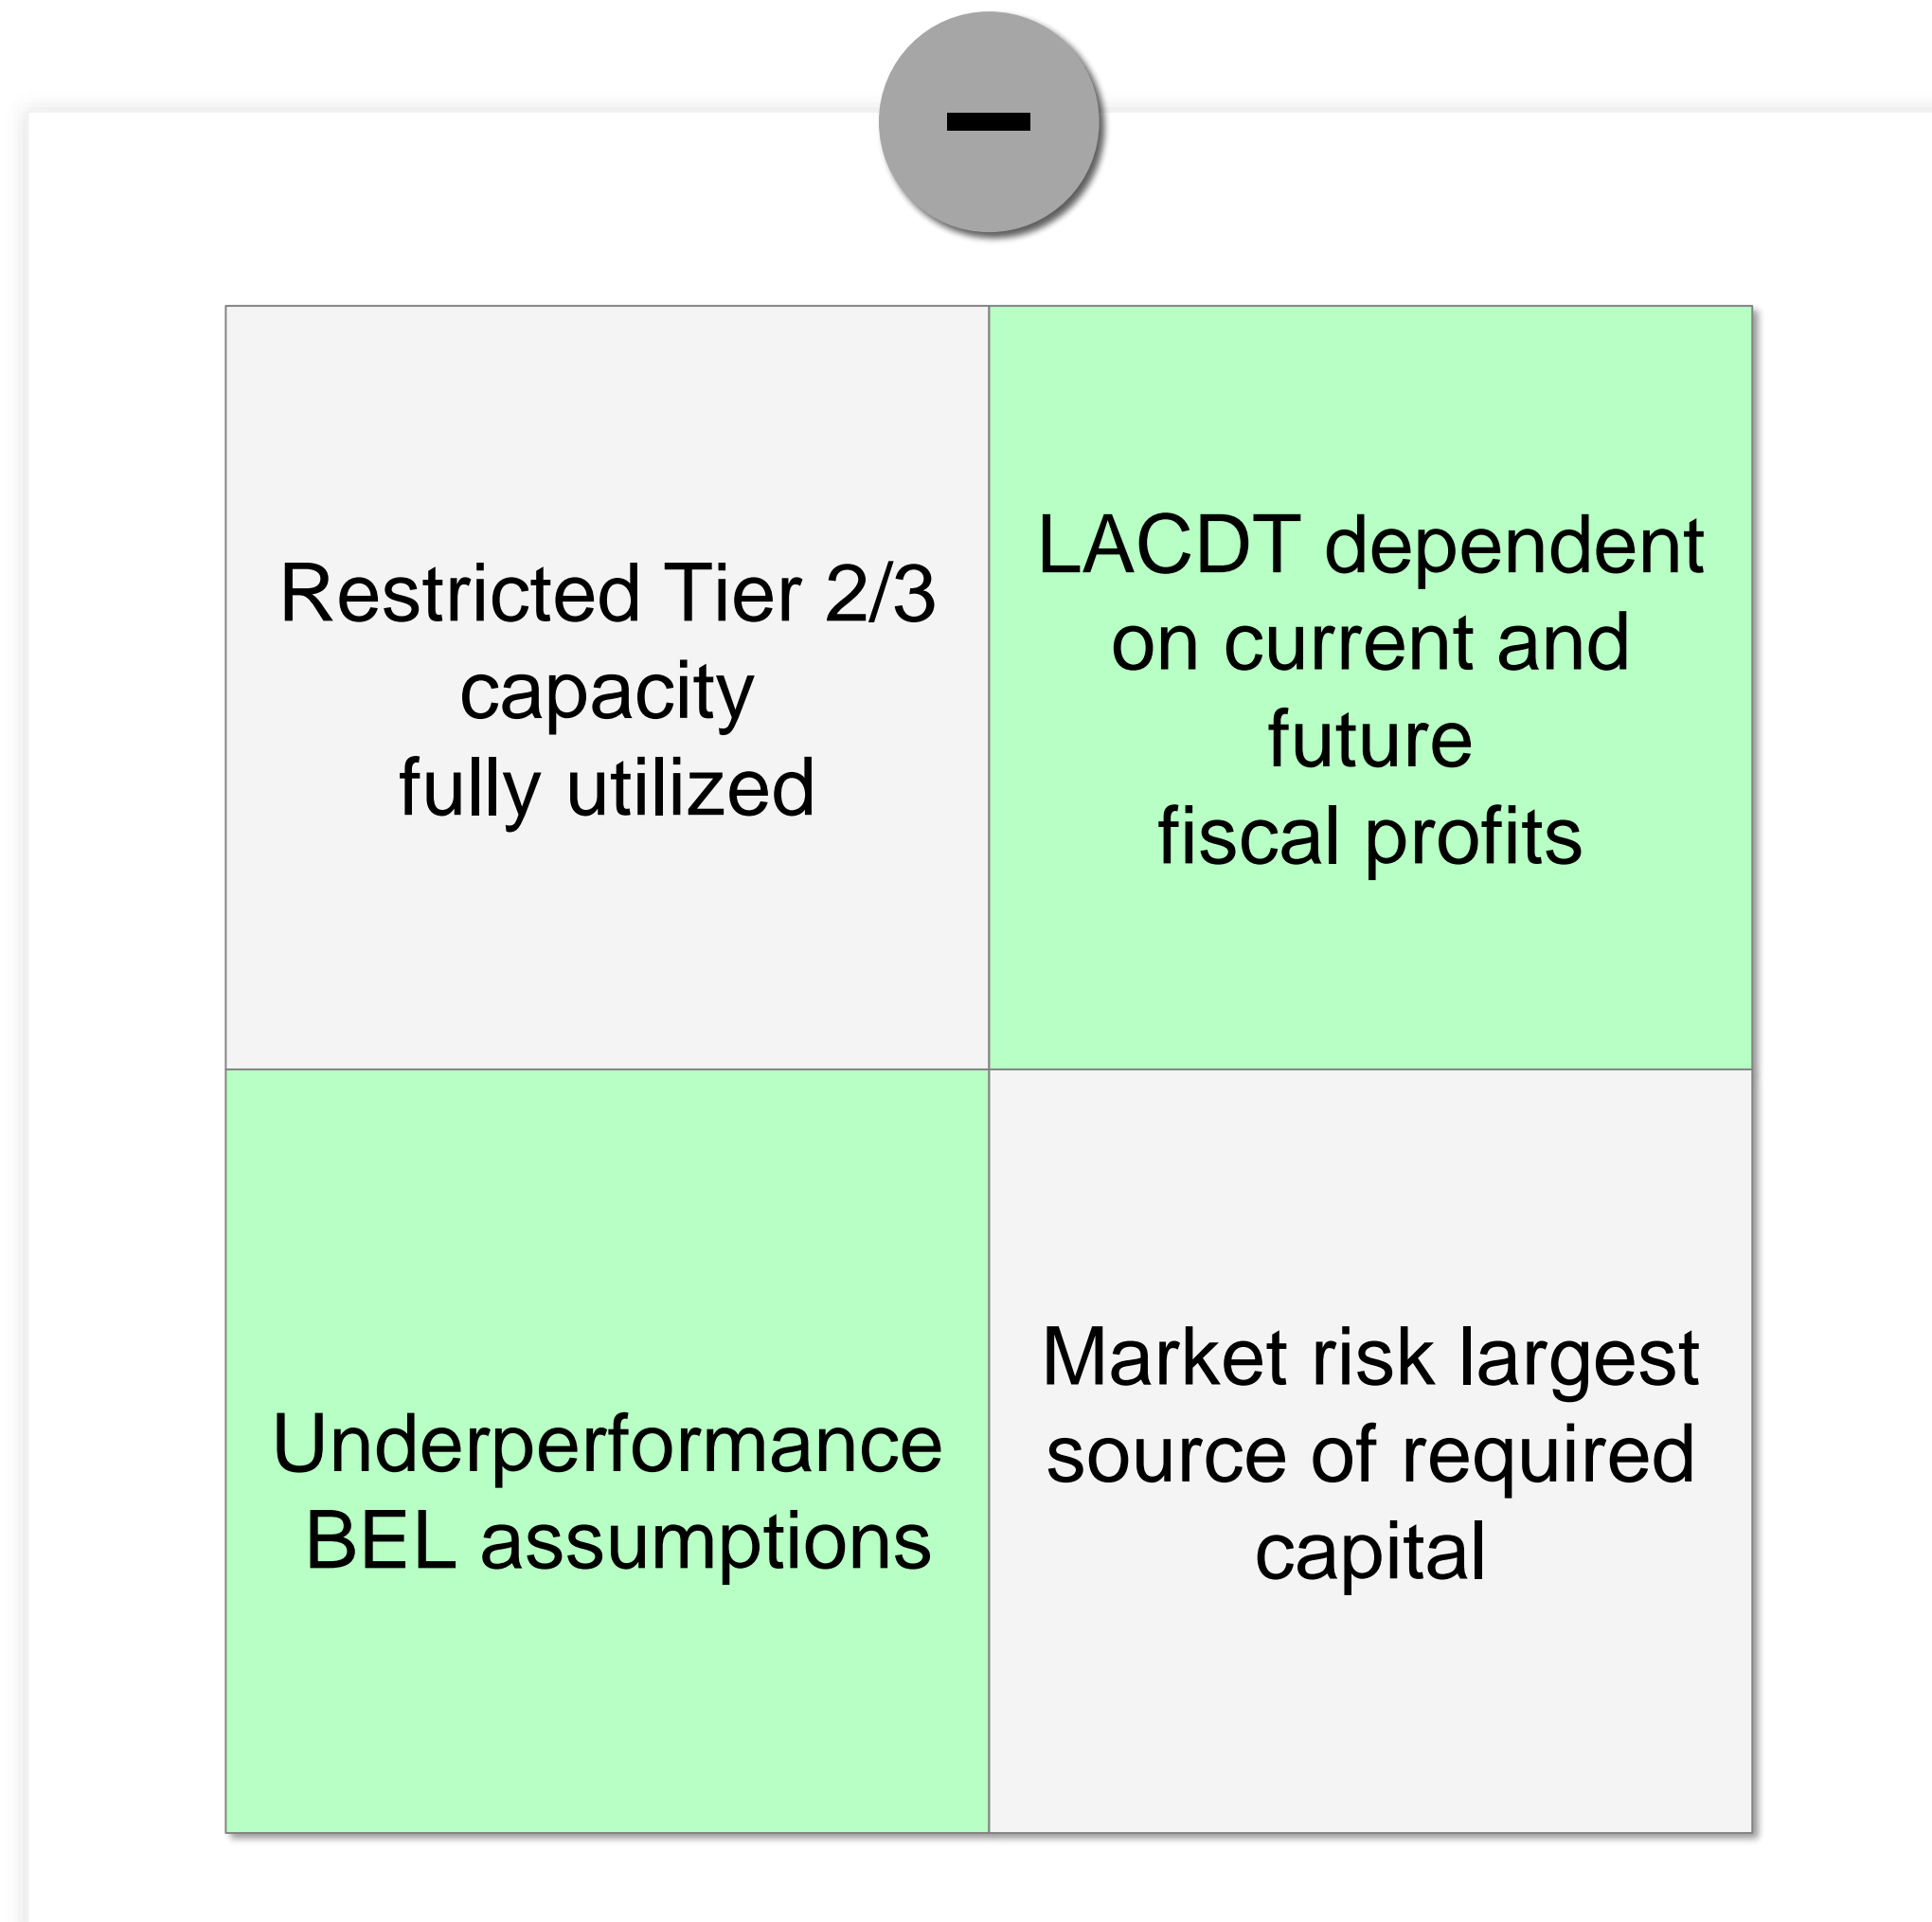 –
Restricted Tier 2/3
capacity
fully utilized
LACDT dependent
on current and
future
fiscal profits
Underperformance
BEL assumptions
Market risk largest
source of required
capital